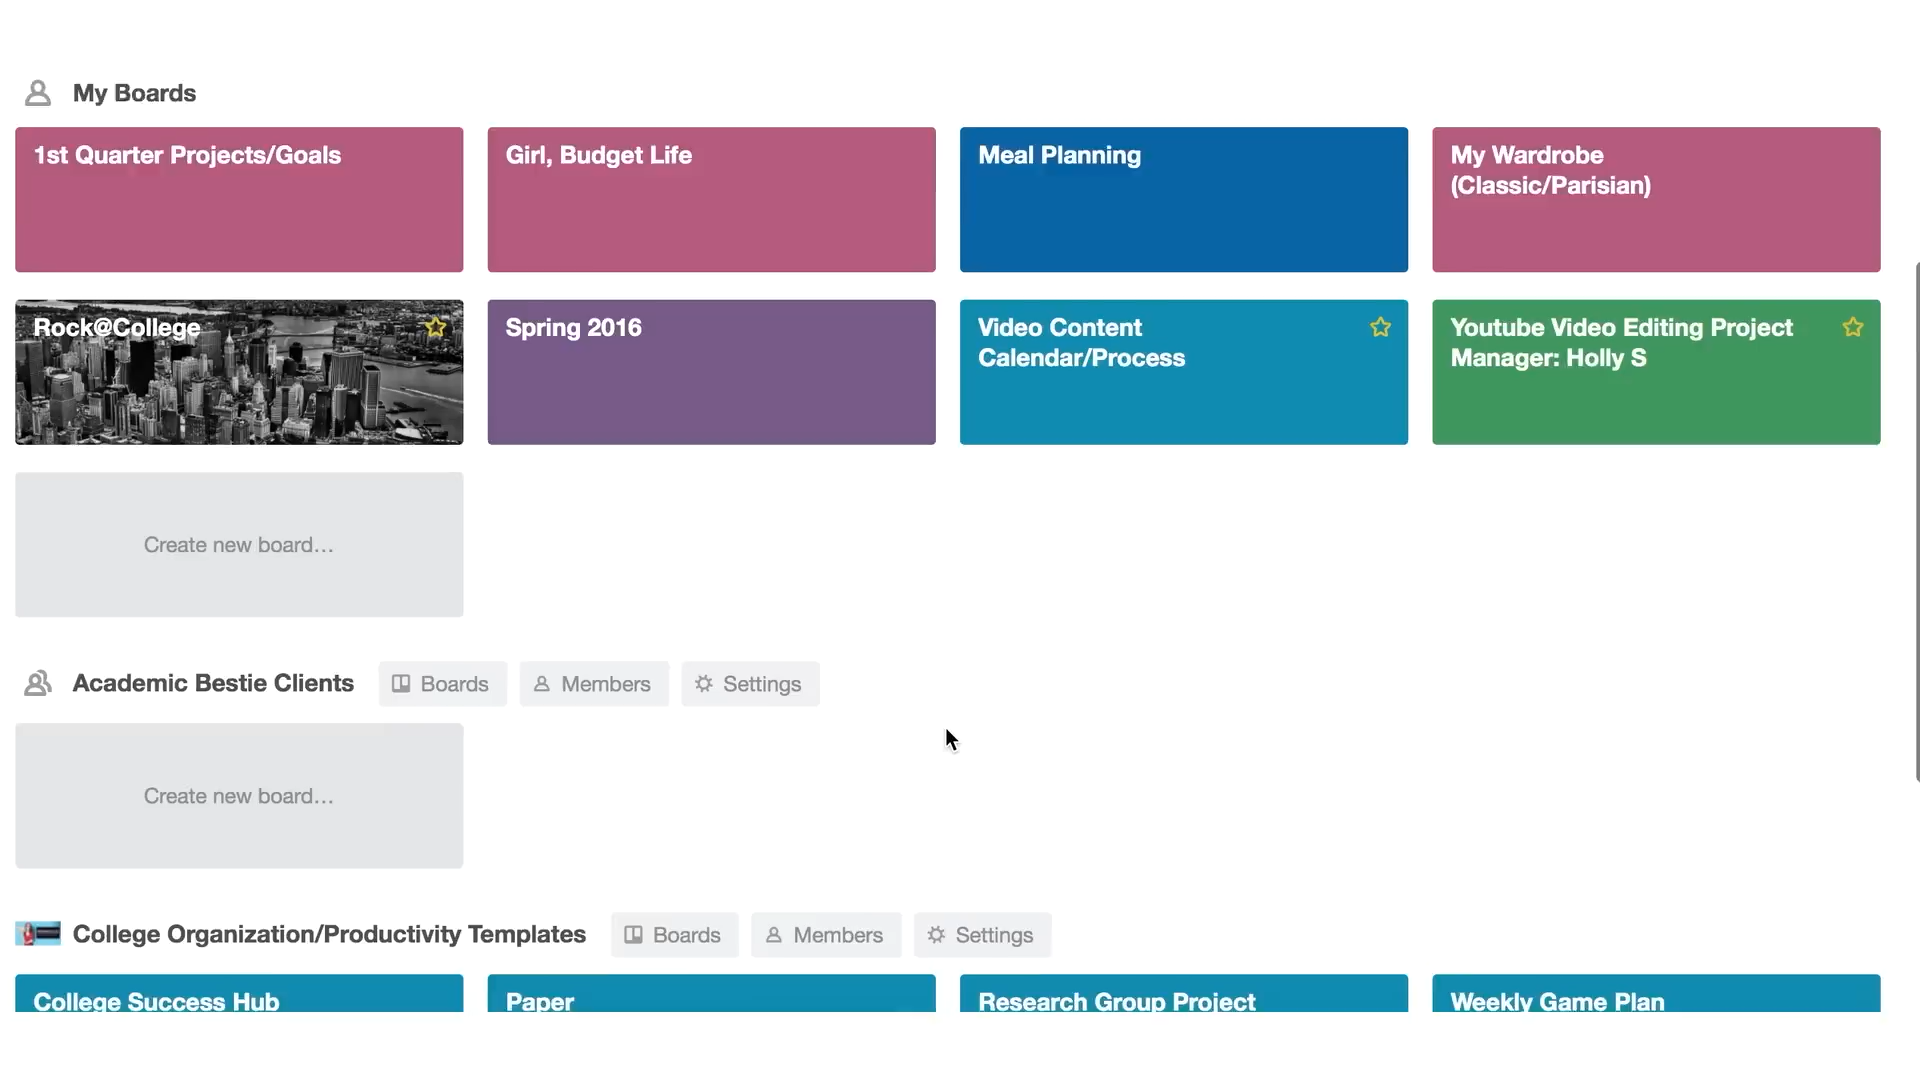 My Boards
1st Quarter Projects/Goals
Girl, Budget Life
Meal Planning
My Wardrobe
(Classic/Parisian)
Rock@College
Spring 2016
Video Content
Calendar/Process
Youtube Video Editing Project
Manager: Holly S
Create new board…
Academic Bestie Clients
Boards
Members
Settings
Create new board…
College Organization/Productivity Templates
Boards
Members
Settings
College Success Hub
Paper
Research Group Project
Weekly Game Plan